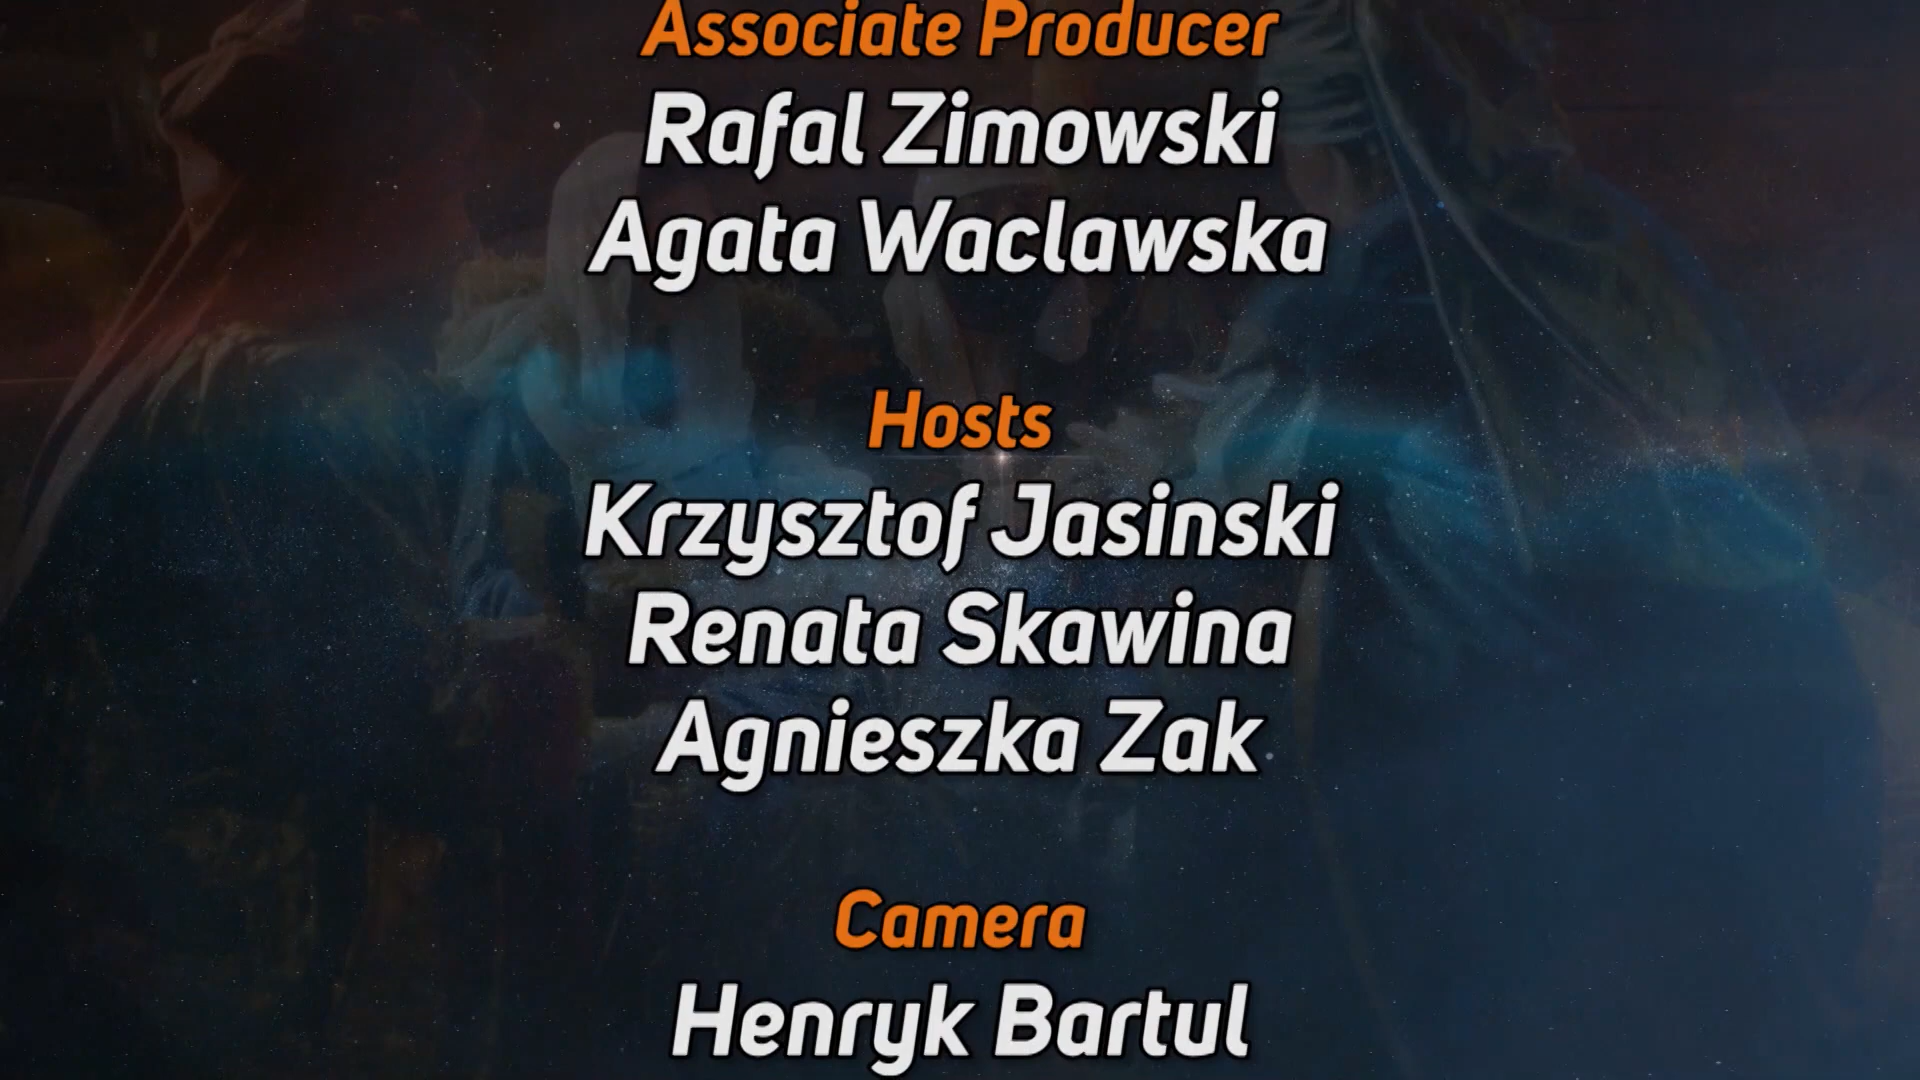 Associate Producer
Rafal Zimowski
Agata Waclawska
Hosts
Krzysztof Jasinski
Renata Skawina
Agnieszka Zak
Camera
Henryk Bartul